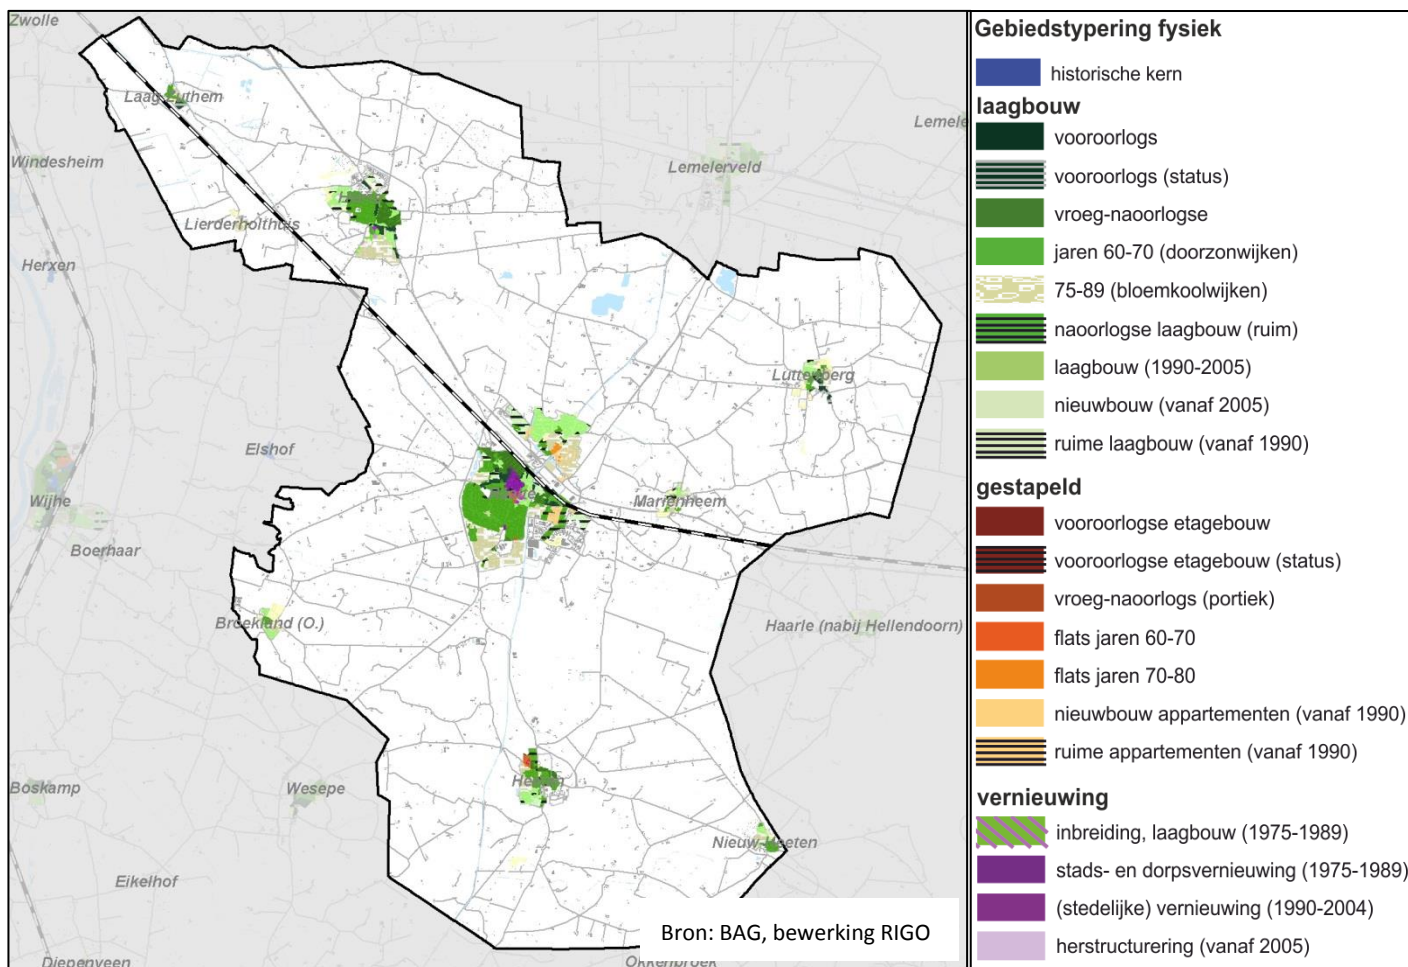 Zwolle
Laag Zuthem
Lemele
Windesheim
Lemelerveld
Lierderholthuis
Herxen
Luttenberg
Elshof
Wijhe
Mariënheem
Boerhaar
Broekland (O.)
Haarle (nabij Hellendoorn)
Boskamp
Wesepe
Nieuw Heeten
Eikelhof
Bron: BAG, bewerking RIGO
Diepenveen
Okkenbroek
Gebiedstypering fysiek
historische kern
laagbouw
vooroorlogs
vooroorlogs (status)
vroeg-naoorlogse
jaren 60-70 (doorzonwijken)
75-89 (bloemkoolwijken)
naoorlogse laagbouw (ruim)
laagbouw (1990-2005)
nieuwbouw (vanaf 2005)
ruime laagbouw (vanaf 1990)
gestapeld
vooroorlogse etagebouw
vooroorlogse etagebouw (status)
vroeg-naoorlogs (portiek)
flats jaren 60-70
flats jaren 70-80
nieuwbouw appartementen (vanaf 1990)
ruime appartementen (vanaf 1990)
vernieuwing
inbreiding, laagbouw (1975-1989)
stads- en dorpsvernieuwing (1975-1989)
(stedelijke) vernieuwing (1990-2004)
herstructurering (vanaf 2005)